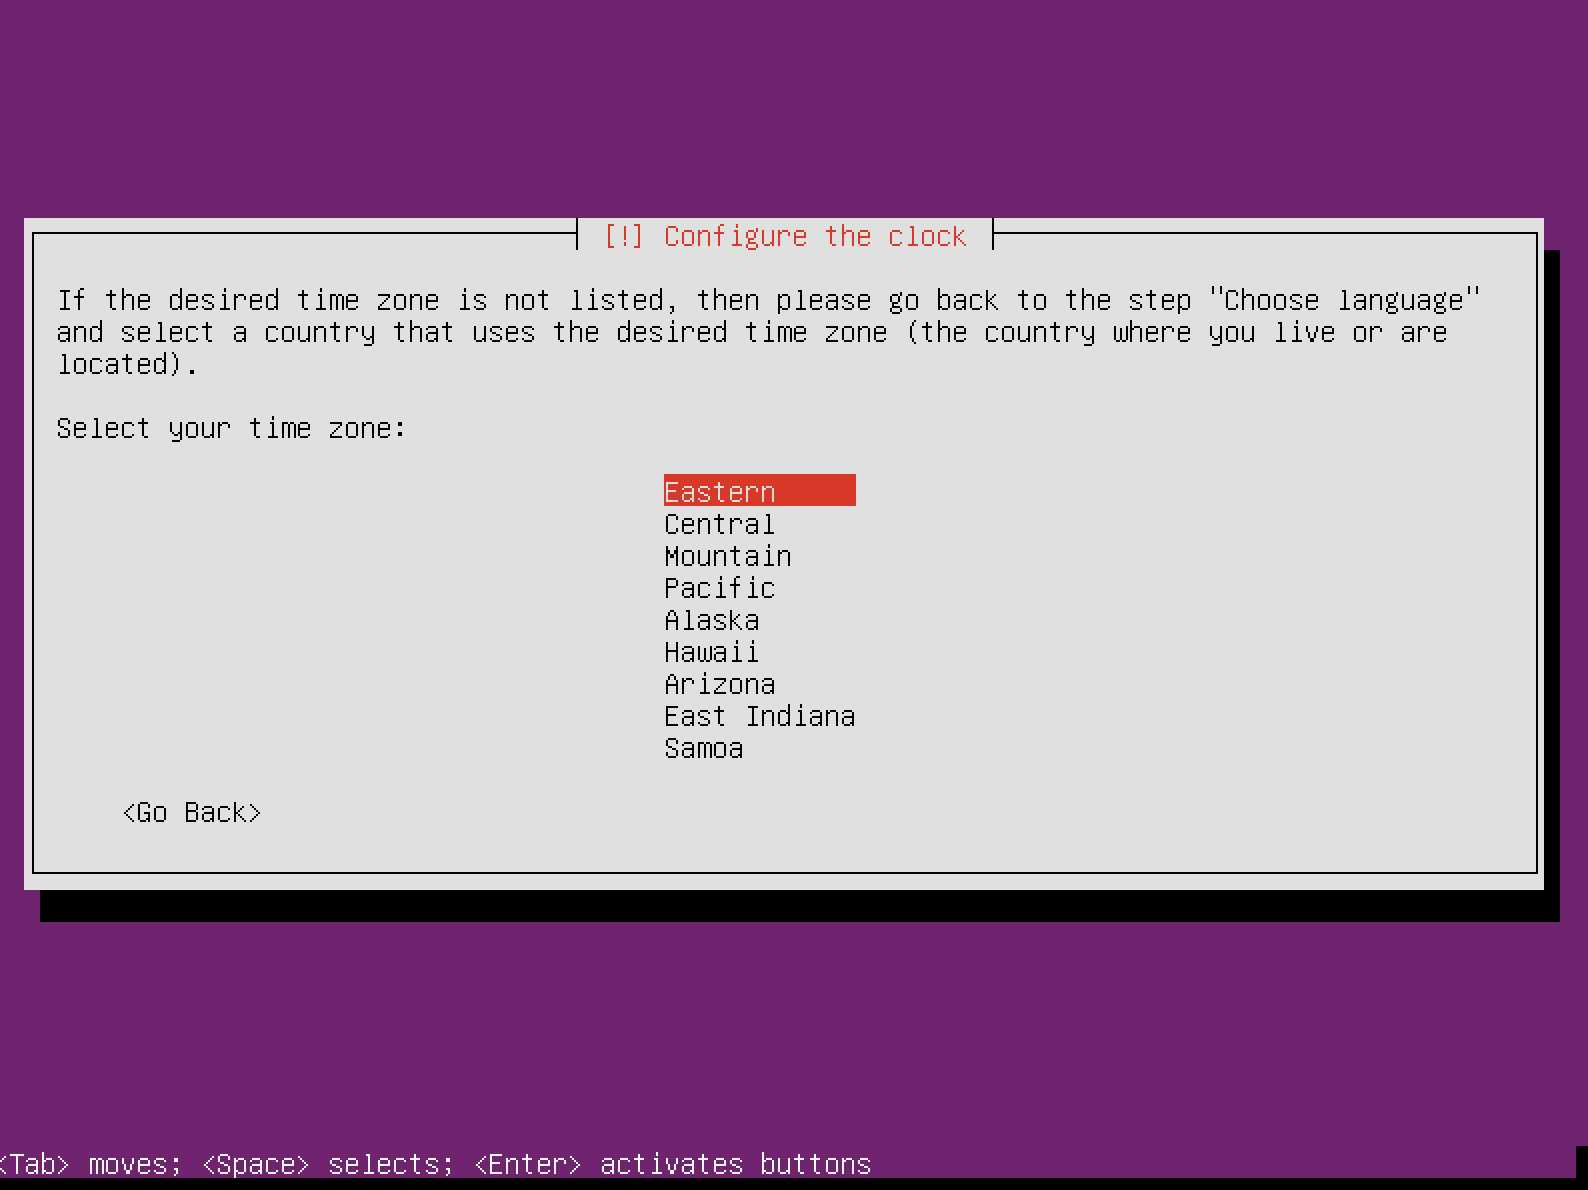 [!] Configure the clock
If the desired time zone is not listed, then please go back to the step "Choose language"
and select a country that uses the desired time zone (the country where you live or are
located).
Select your time zone:
Eastern
Central
Mountain
Pacific
Alaska
Hawaii
Arizona
East Indiana
Samoa
<Go Back>
<Tab> moves; <Space> selects; <Enter> activates buttons